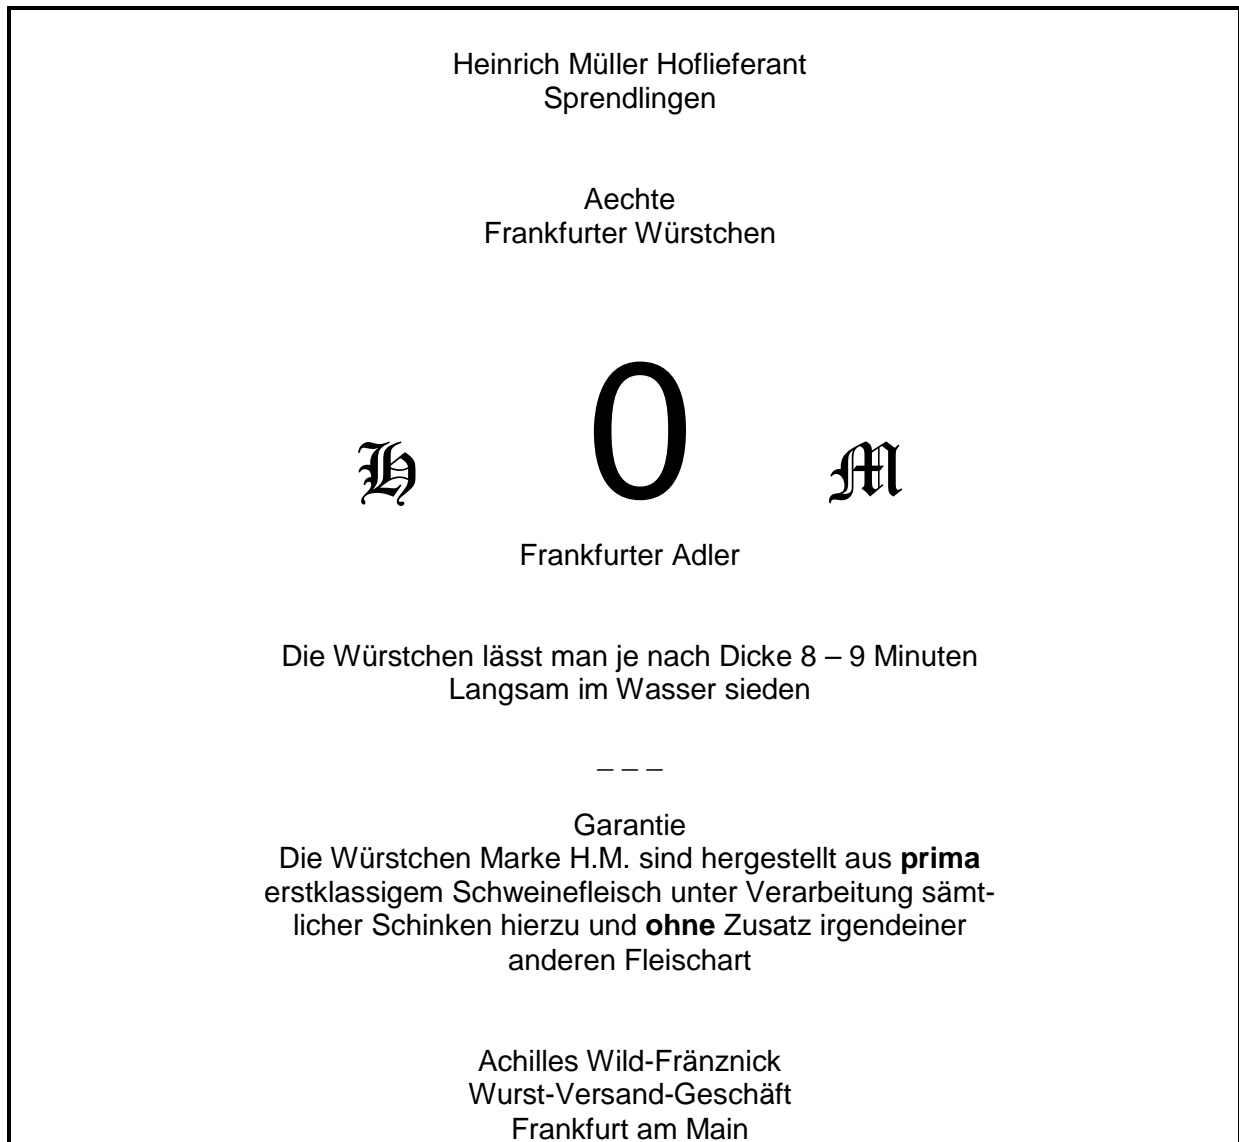 Heinrich Müller Hoflieferant
Sprendlingen
Aechte
Frankfurter Würstchen
H 0 M
Frankfurter Adler
Die Würstchen lässt man je nach Dicke 8 – 9 Minuten
Langsam im Wasser sieden
_ _ _
Garantie
Die Würstchen Marke H.M. sind hergestellt aus prima
erstklassigem Schweinefleisch unter Verarbeitung sämt-
licher Schinken hierzu und ohne Zusatz irgendeiner
anderen Fleischart
Achilles Wild-Fränznick
Wurst-Versand-Geschäft
Frankfurt am Main